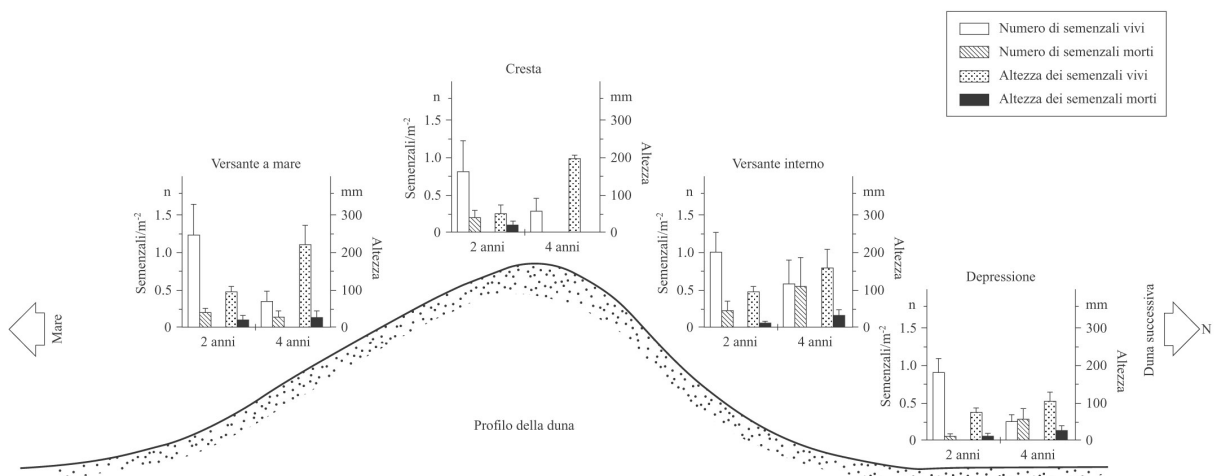 Numero di semenzali vivi
Numero di semenzali morti
Altezza dei semenzali vivi
Altezza dei semenzali morti
Cresta
n
mm
1.5
1.0
0.5
0
300
200
100
0
Semenzali/m⁻²
Altezza
2 anni
4 anni
Versante a mare
n
mm
1.5
1.0
0.5
0
300
200
100
0
Semenzali/m⁻²
Altezza
2 anni
4 anni
Versante interno
n
mm
1.5
1.0
0.5
0
300
200
100
0
Semenzali/m⁻²
Altezza
2 anni
4 anni
Depressione
n
mm
1.5
1.0
0.5
0
300
200
100
0
Semenzali/m⁻²
Altezza
2 anni
4 anni
Mare
Duna successiva
N
Profilo della duna